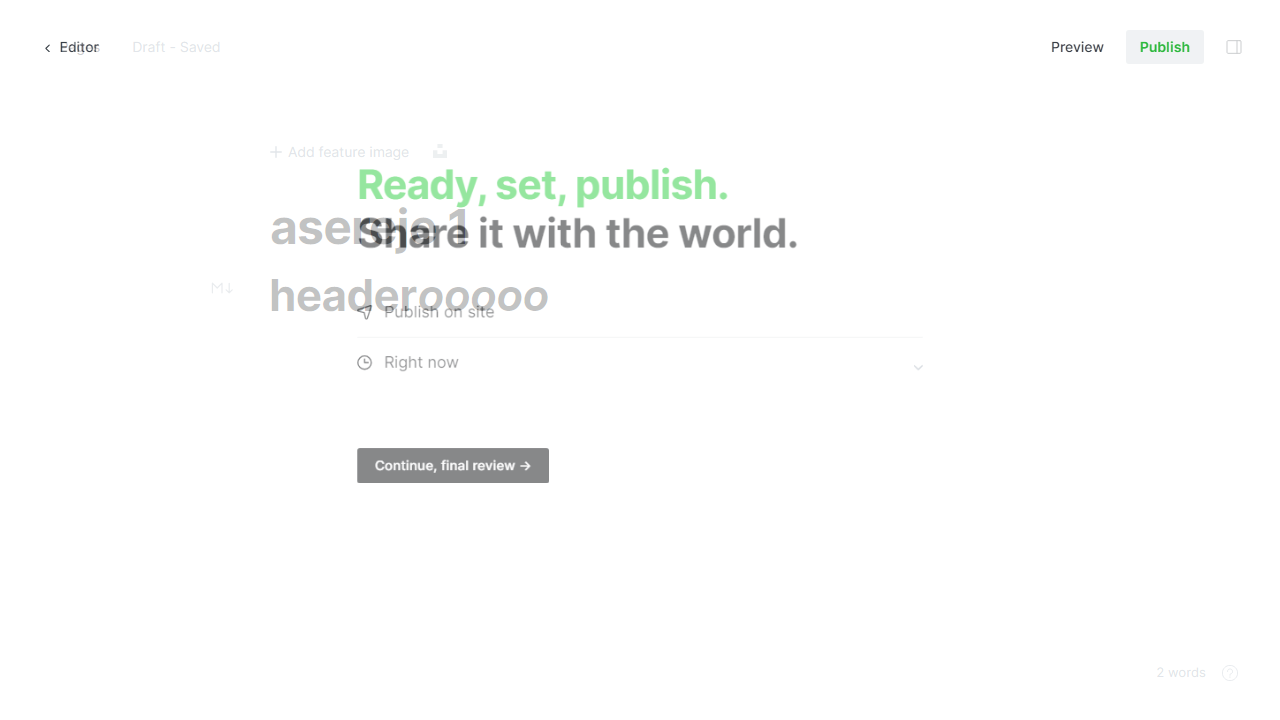 Editor
Draft - Saved
Preview
Publish
Add feature image
Ready, set, publish.
Share it with the world.
asereje 1
headerooooo
Publish on site
Right now
Continue, final review →
2 words